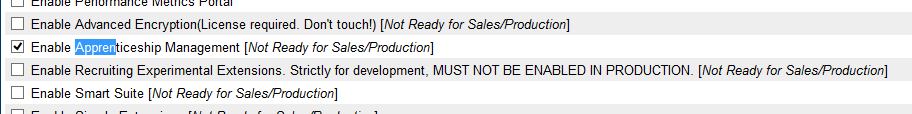 Enable Performance Metrics Portal
Enable Advanced Encryption(License required. Don't touch!) [Not Ready for Sales/Production]
Enable Apprenticeship Management [Not Ready for Sales/Production]
Enable Recruiting Experimental Extensions. Strictly for development, MUST NOT BE ENABLED IN PRODUCTION. [Not Ready for Sales/Production]
Enable Smart Suite [Not Ready for Sales/Production]